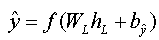 ŷ = f(W_L h_L + b_ŷ)